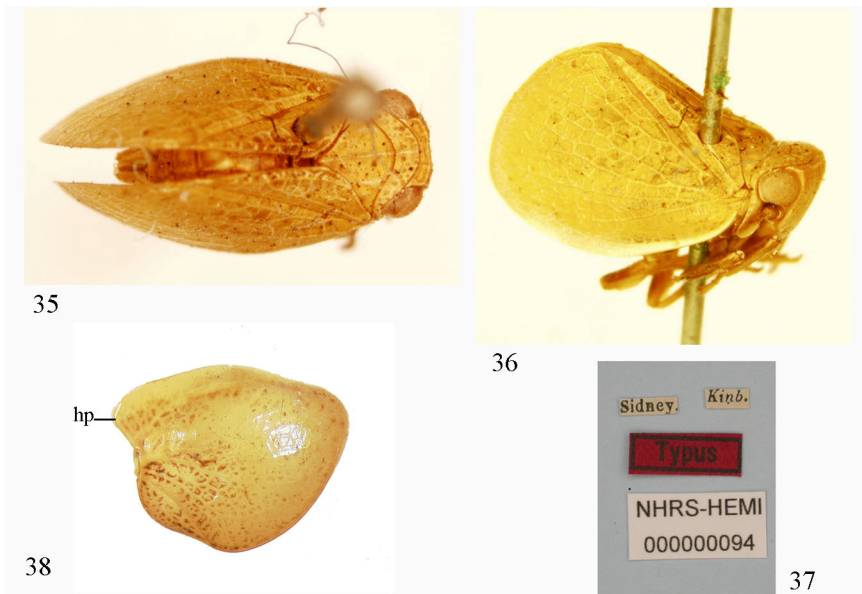 35
36
hp
Sidney.
Kinb.
Typus
NHRS-HEMI
000000094
38
37